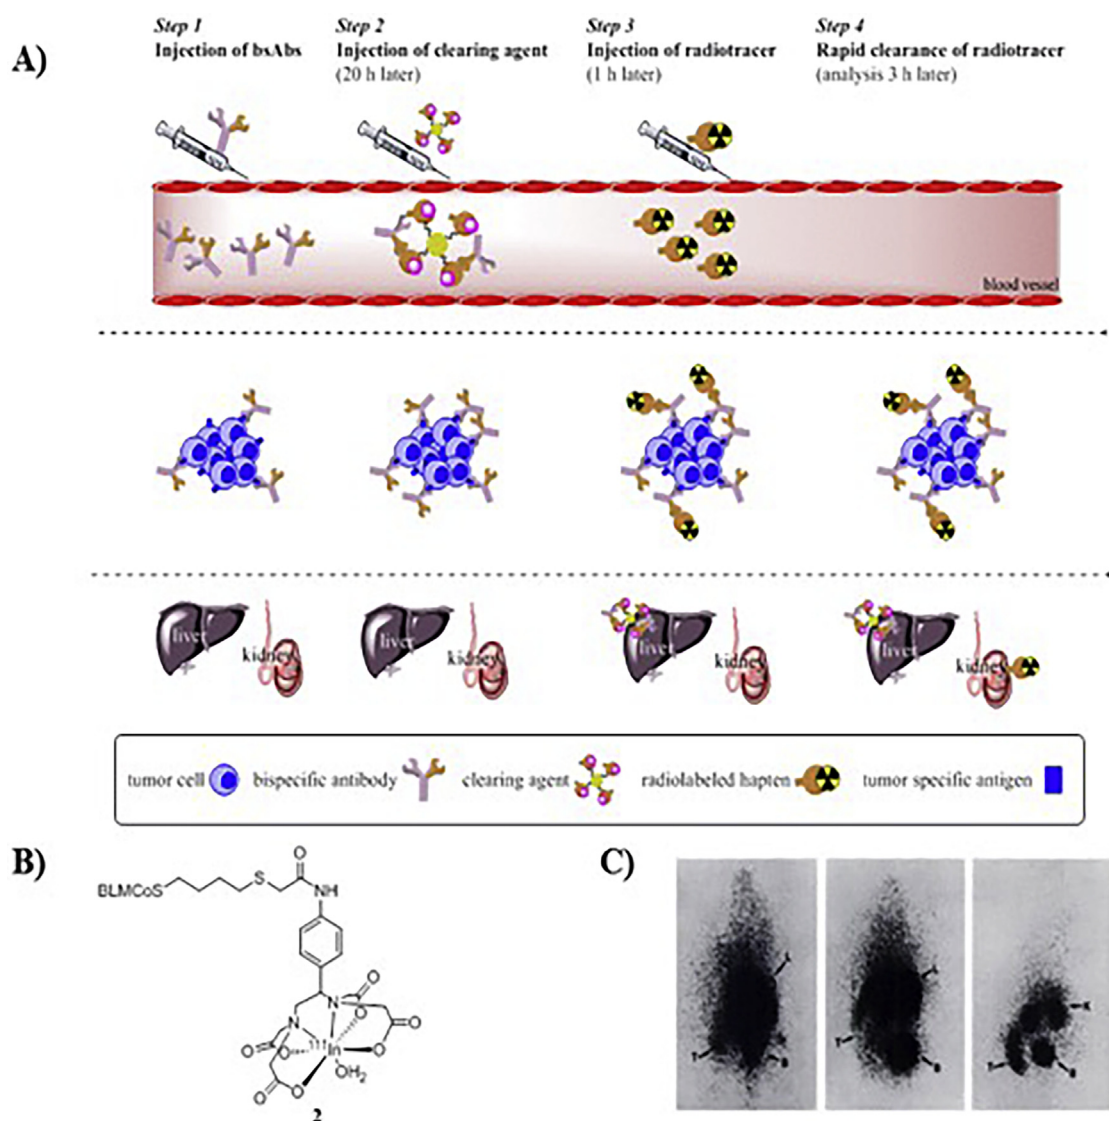 A)
Step 1
Injection of bsAbs
Step 2
Injection of clearing agent
(20 h later)
Step 3
Injection of radiotracer
(1 h later)
Step 4
Rapid clearance of radiotracer
(analysis 3 h later)
blood vessel
liver
kidney
liver
kidney
liver
kidney
liver
kidney
tumor cell
bispecific antibody
clearing agent
radiolabeled hapten
tumor specific antigen
B)
BLMCoS
S
O
NH
N
N
O
O
O
O
O
O
O
O
111In
OH2
2
C)
L
T
B
L
T
B
K
T
B